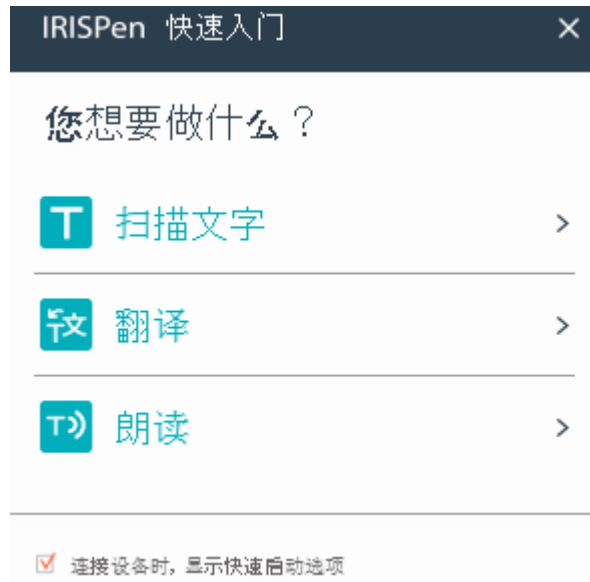 IRISPen 快速入门
您想要做什么？
扫描文字
翻译
朗读
连接设备时, 显示快速启动选项